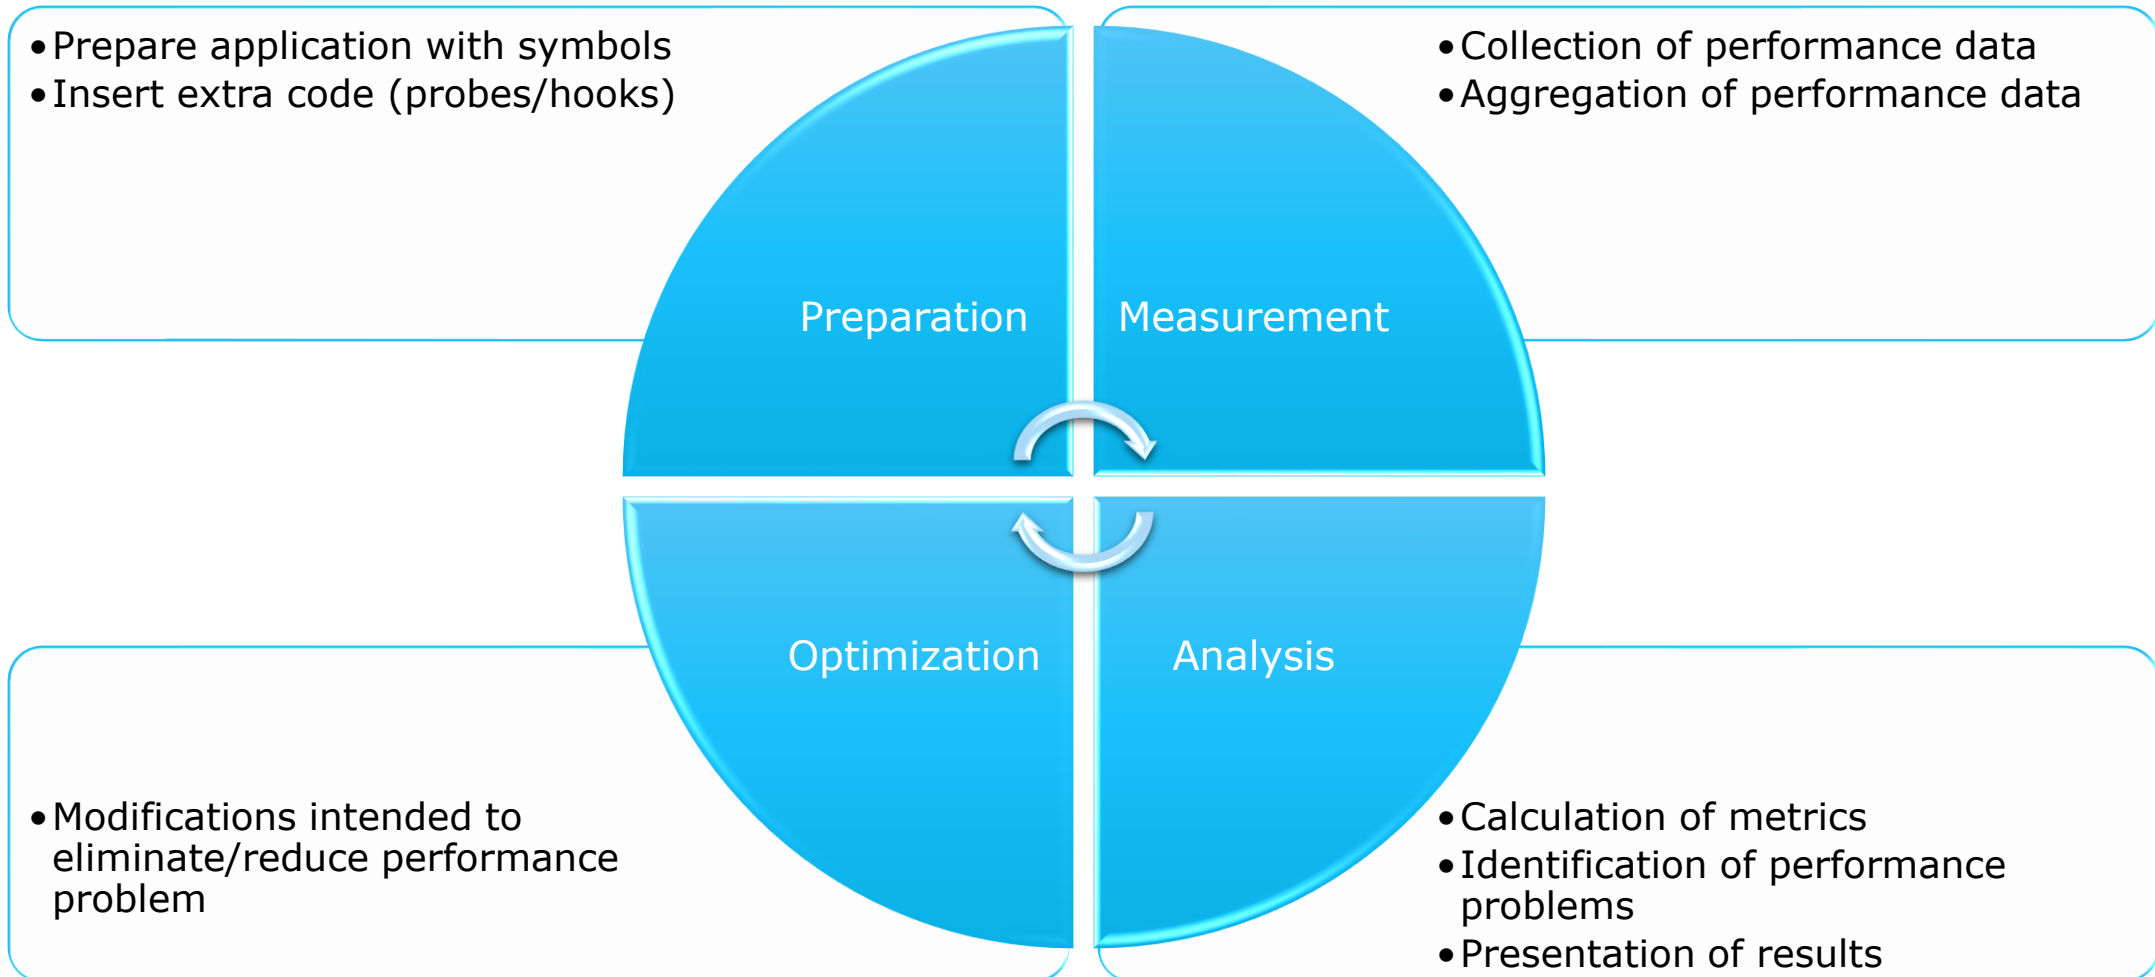 •Prepare application with symbols
•Insert extra code (probes/hooks)
•Collection of performance data
•Aggregation of performance data
Preparation
Measurement
Optimization
Analysis
•Modifications intended to
eliminate/reduce performance
problem
•Calculation of metrics
•Identification of performance
problems
•Presentation of results